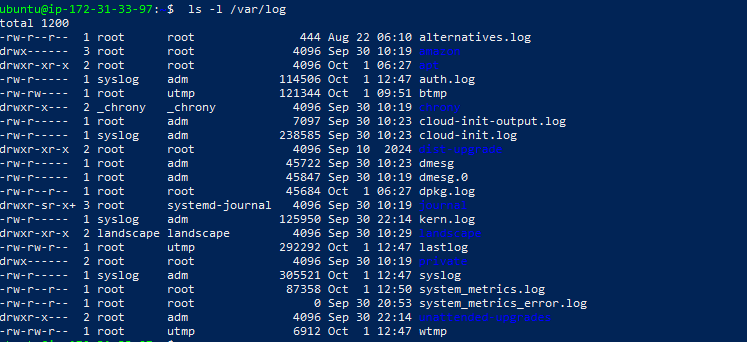 ubuntu@ip-172-31-33-97: $ ls -l /var/log
total 1200
-rw-r--r-- 1 root root 444 Aug 22 06:10 alternatives.log
drwx------ 3 root root 4096 Sep 30 10:19 amazon
drwxr-xr-x 2 root root 4096 Oct 1 06:27 apt
-rw-r----- 1 syslog adm 114506 Oct 1 12:47 auth.log
-rw-rw---- 1 root utmp 121344 Oct 1 09:51 btmp
drwxr-x--- 2 _chrony _chrony 4096 Sep 30 10:19 chrony
-rw-r----- 1 root adm 7097 Sep 30 10:23 cloud-init-output.log
-rw-r----- 1 syslog adm 238585 Sep 30 10:23 cloud-init.log
drwxr-xr-x 2 root root 4096 Sep 10 2024 dist-upgrade
-rw-r----- 1 root adm 45722 Sep 30 10:23 dmesg
-rw-r----- 1 root adm 45847 Sep 30 10:19 dmesg.0
-rw-r--r-- 1 root root 45684 Oct 1 06:27 dpkg.log
drwxr-sr-x+ 3 root systemd-journal 4096 Sep 30 10:19 journal
-rw-r----- 1 syslog adm 125950 Sep 30 22:14 kern.log
drwxr-xr-x 2 landscape landscape 4096 Sep 30 10:29 landscape
-rw-rw-r-- 1 root utmp 292292 Oct 1 12:47 lastlog
drwx------ 2 root root 4096 Sep 30 10:19 private
-rw-r----- 1 syslog adm 305521 Oct 1 12:47 syslog
-rw-r--r-- 1 root root 87358 Oct 1 12:50 system_metrics.log
-rw-r--r-- 1 root root 0 Sep 30 20:53 system_metrics_error.log
drwxr-x--- 2 root adm 4096 Sep 30 22:14 unattended-upgrades
-rw-rw-r-- 1 root utmp 6912 Oct 1 12:47 wtmp